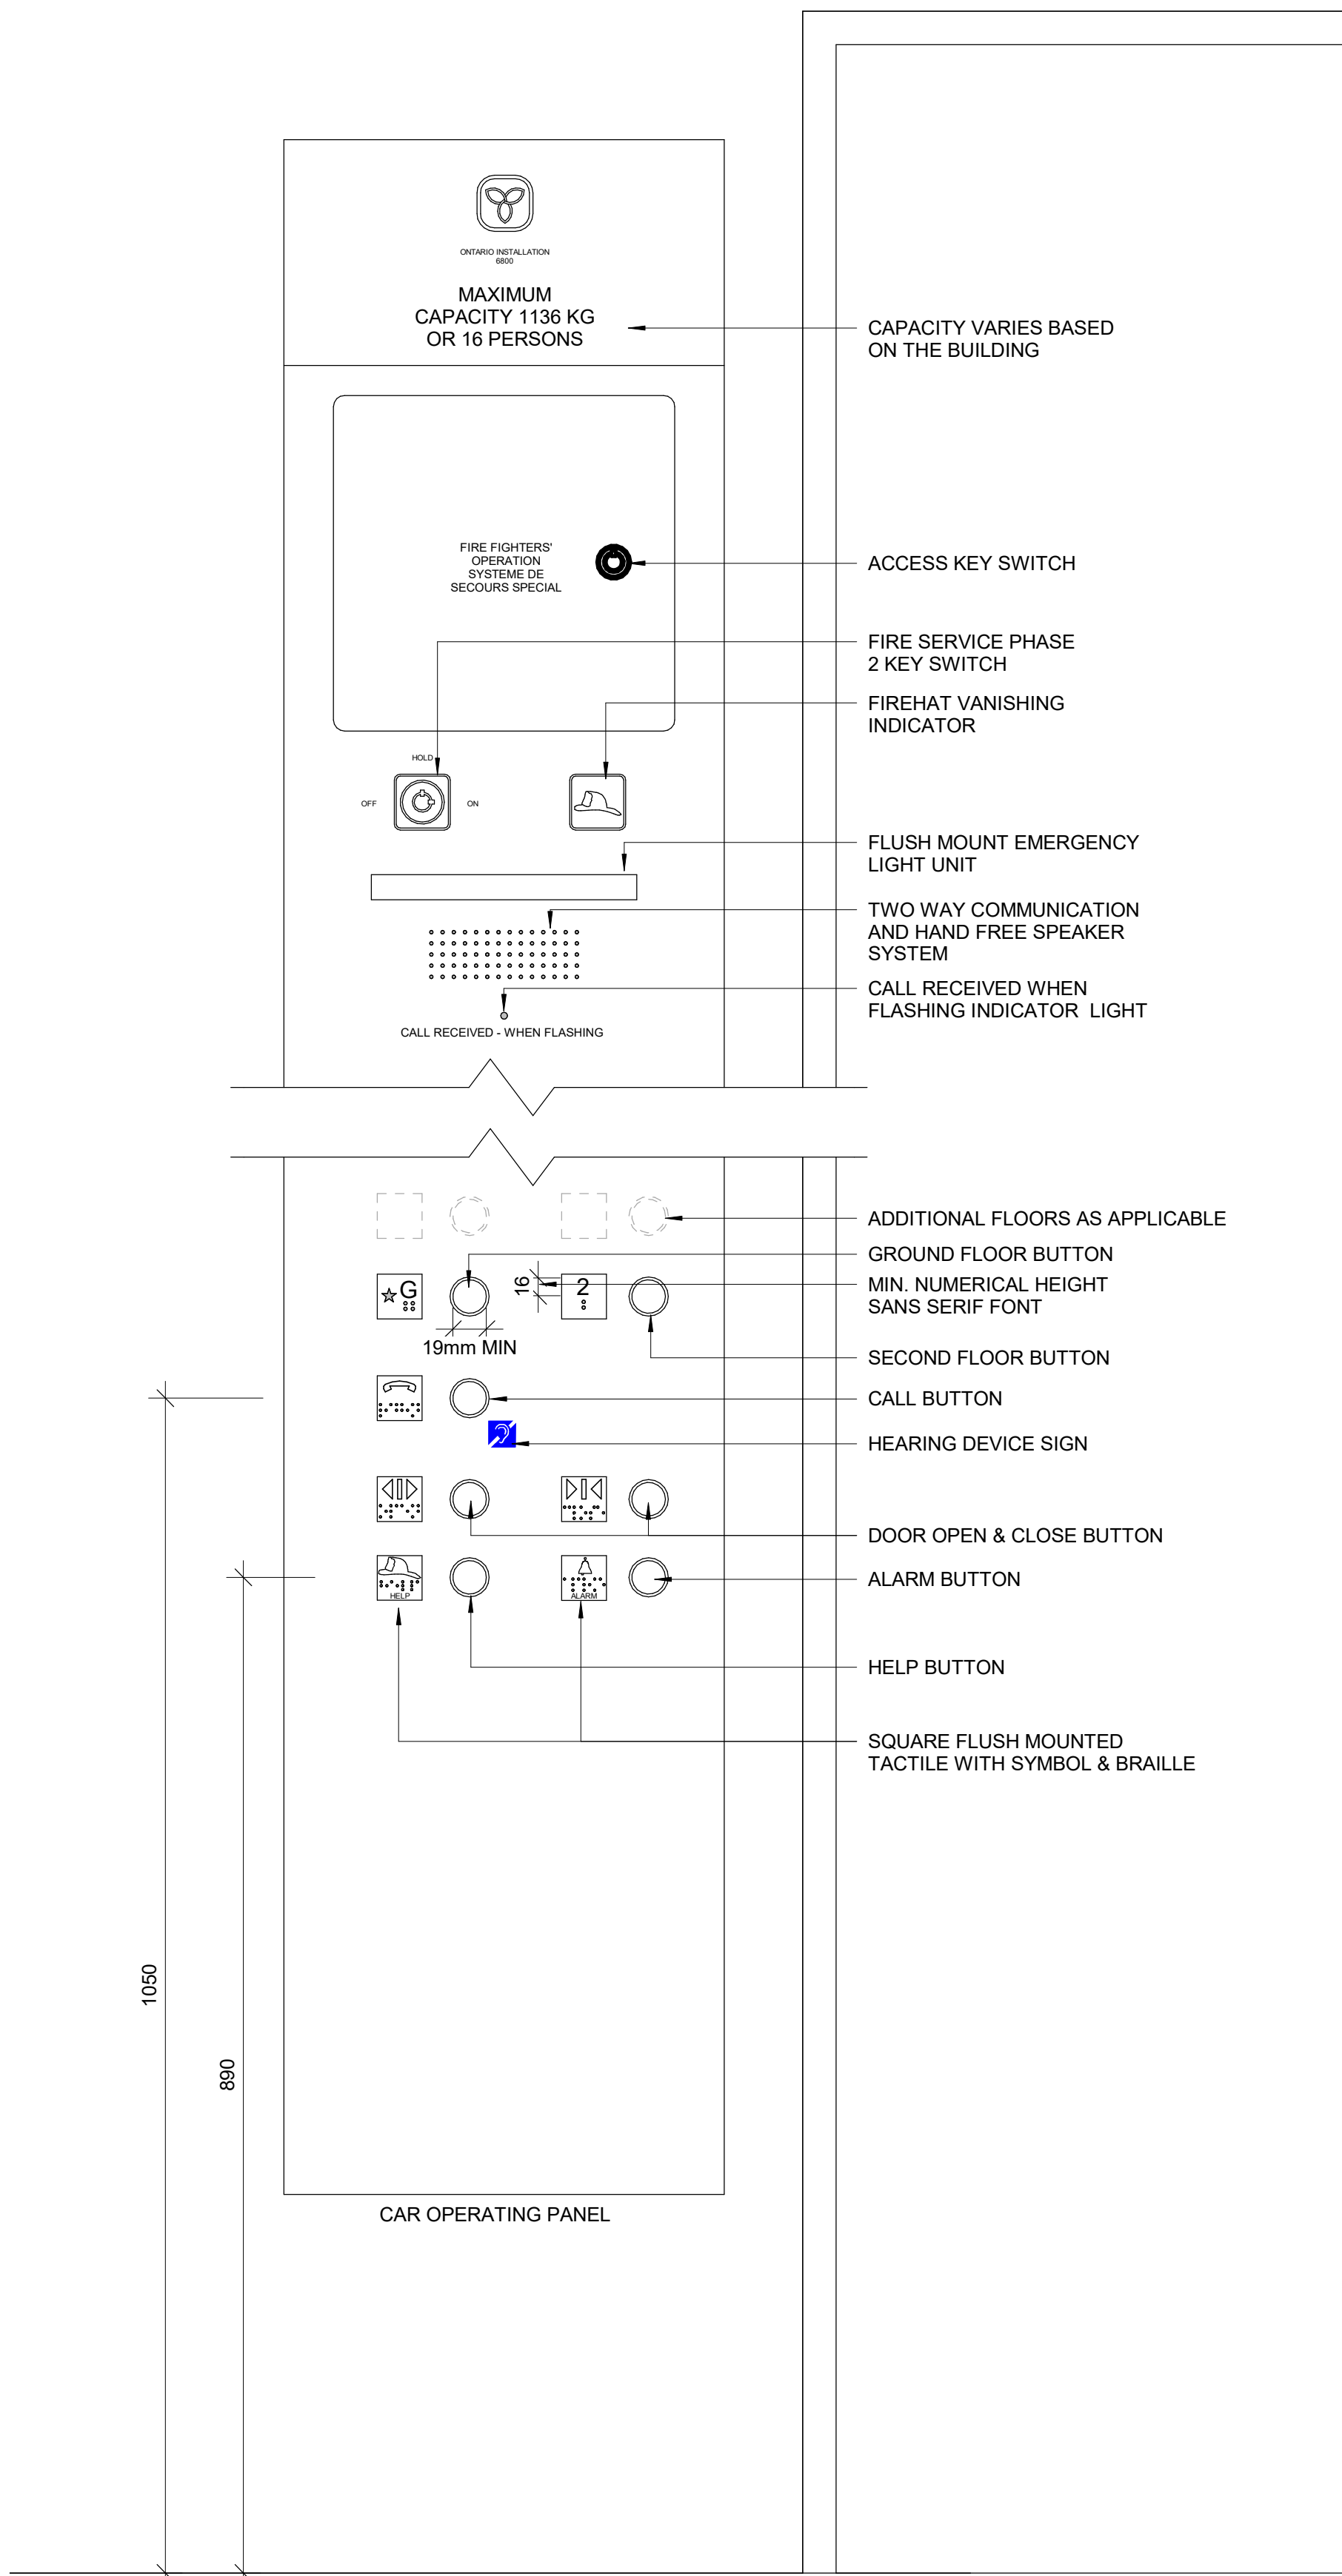 ONTARIO INSTALLATION
6800
MAXIMUM
CAPACITY 1136 KG
OR 16 PERSONS
CAPACITY VARIES BASED
ON THE BUILDING
FIRE FIGHTERS'
OPERATION
SYSTEME DE
SECOURS SPECIAL
ACCESS KEY SWITCH
FIRE SERVICE PHASE
2 KEY SWITCH
FIREHAT VANISHING
INDICATOR
HOLD
OFF
ON
FLUSH MOUNT EMERGENCY
LIGHT UNIT
TWO WAY COMMUNICATION
AND HAND FREE SPEAKER
SYSTEM
CALL RECEIVED WHEN
FLASHING INDICATOR LIGHT
CALL RECEIVED - WHEN FLASHING
ADDITIONAL FLOORS AS APPLICABLE
GROUND FLOOR BUTTON
G
16
2
MIN. NUMERICAL HEIGHT
SANS SERIF FONT
19mm MIN
SECOND FLOOR BUTTON
CALL BUTTON
HEARING DEVICE SIGN
DOOR OPEN & CLOSE BUTTON
ALARM BUTTON
HELP
ALARM
HELP BUTTON
SQUARE FLUSH MOUNTED
TACTILE WITH SYMBOL & BRAILLE
1050
890
CAR OPERATING PANEL